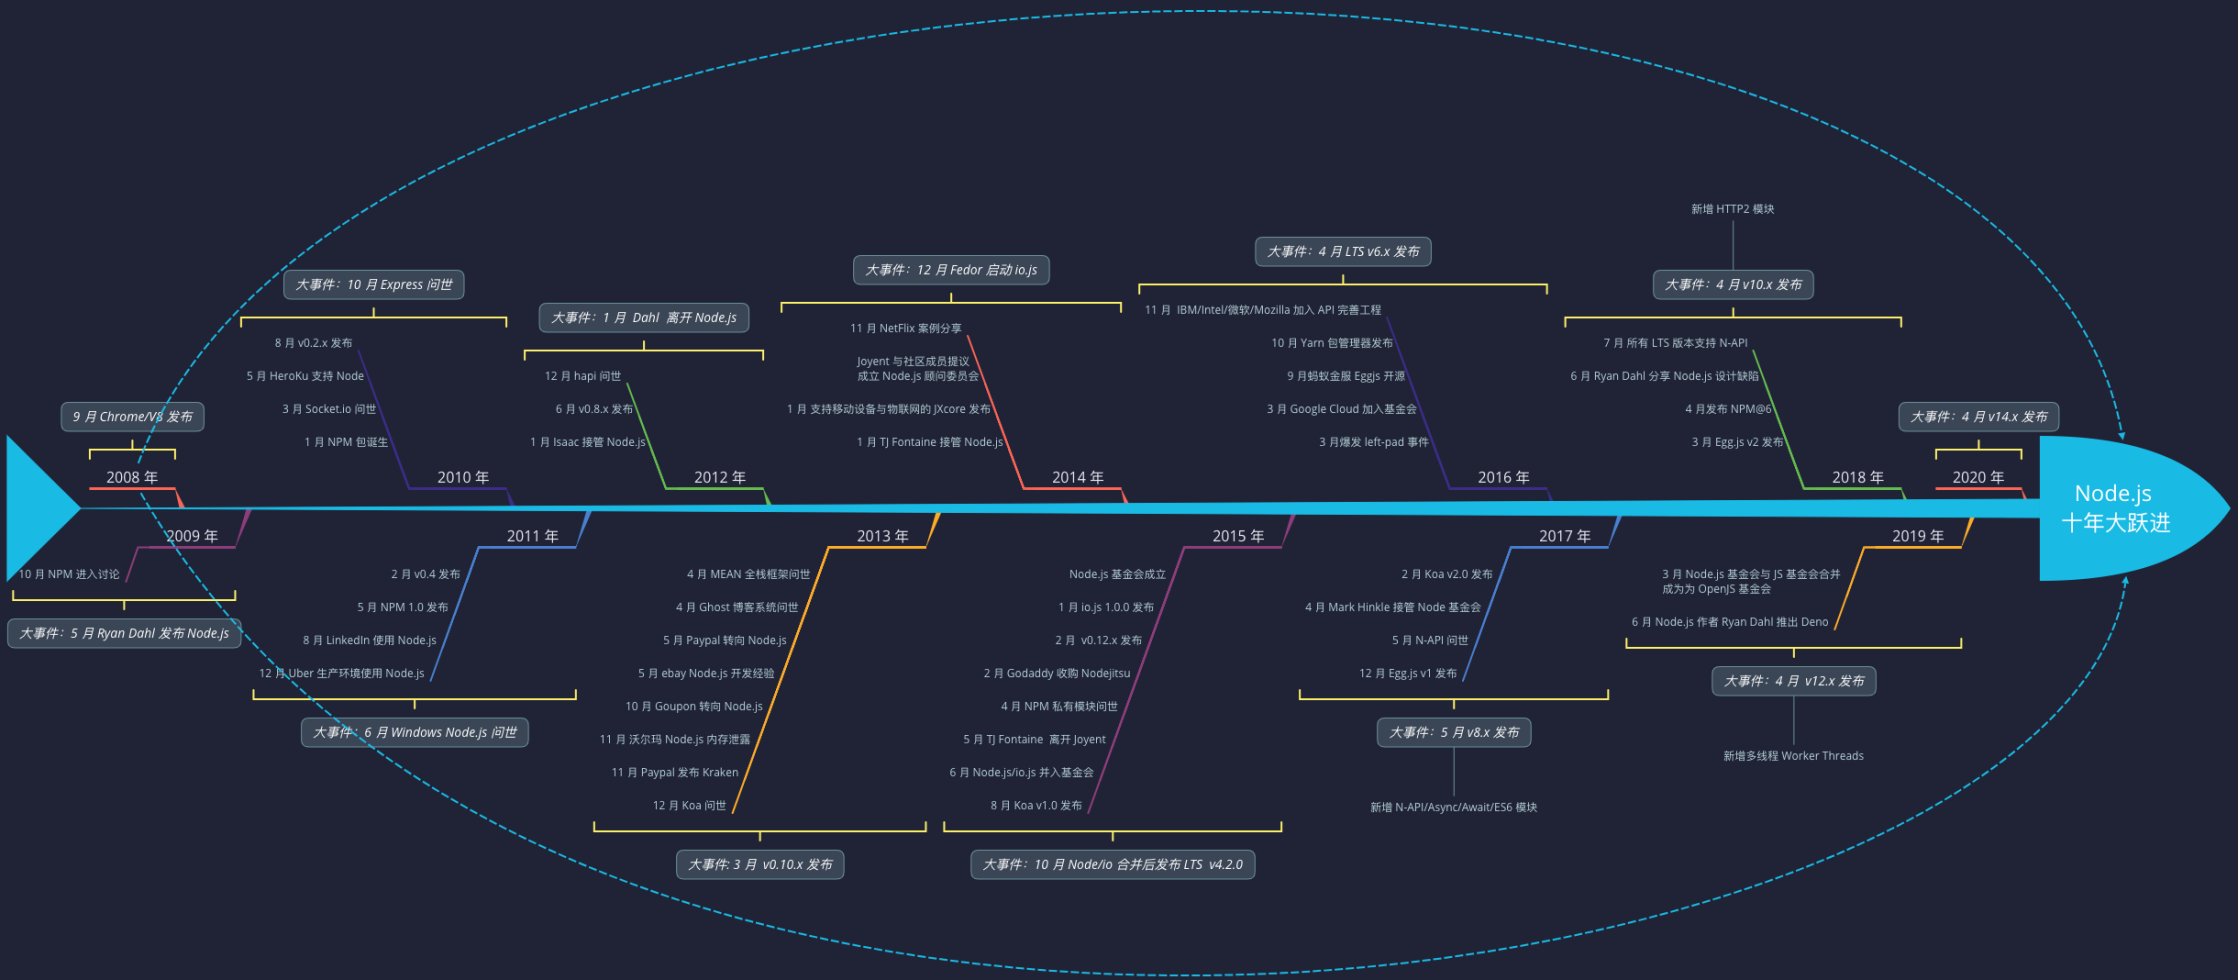 9 月 Chrome/V8 发布
2008 年
2009 年
10 月 NPM 进入讨论
大事件：5 月 Ryan Dahl 发布 Node.js
大事件：10 月 Express 问世
8 月 v0.2.x 发布
5 月 HeroKu 支持 Node
3 月 Socket.io 问世
1 月 NPM 包诞生
2010 年
2011 年
2 月 v0.4 发布
5 月 NPM 1.0 发布
8 月 LinkedIn 使用 Node.js
12 月 Uber 生产环境使用 Node.js
大事件：6 月 Windows Node.js 问世
大事件：1 月 Dahl 离开 Node.js
12 月 hapi 问世
6 月 v0.8.x 发布
1 月 Isaac 接管 Node.js
2012 年
2013 年
4 月 MEAN 全栈框架问世
4 月 Ghost 博客系统问世
5 月 Paypal 转向 Node.js
5 月 ebay Node.js 开发经验
10 月 Goupon 转向 Node.js
11 月 沃尔玛 Node.js 内存泄露
11 月 Paypal 发布 Kraken
12 月 Koa 问世
大事件: 3 月 v0.10.x 发布
大事件：12 月 Fedor 启动 io.js
11 月 NetFlix 案例分享
Joyent 与社区成员提议
成立 Node.js 顾问委员会
1 月 支持移动设备与物联网的 JXcore 发布
1 月 TJ Fontaine 接管 Node.js
2014 年
2015 年
Node.js 基金会成立
1 月 io.js 1.0.0 发布
2 月 v0.12.x 发布
2 月 Godaddy 收购 Nodejitsu
4 月 NPM 私有模块问世
5 月 TJ Fontaine 离开 Joyent
6 月 Node.js/io.js 并入基金会
8 月 Koa v1.0 发布
大事件：10 月 Node/io 合并后发布 LTS v4.2.0
大事件：4 月 LTS v6.x 发布
11 月 IBM/Intel/微软/Mozilla 加入 API 完善工程
10 月 Yarn 包管理器发布
9 月蚂蚁金服 Eggjs 开源
3 月 Google Cloud 加入基金会
3 月爆发 left-pad 事件
2016 年
2017 年
2 月 Koa v2.0 发布
4 月 Mark Hinkle 接管 Node 基金会
5 月 N-API 问世
12 月 Egg.js v1 发布
大事件：5 月 v8.x 发布
新增 N-API/Async/Await/ES6 模块
新增 HTTP2 模块
大事件：4 月 v10.x 发布
7 月 所有 LTS 版本支持 N-API
6 月 Ryan Dahl 分享 Node.js 设计缺陷
4 月发布 NPM@6
3 月 Egg.js v2 发布
2018 年
2019 年
3 月 Node.js 基金会与 JS 基金会合并
成为为 OpenJS 基金会
6 月 Node.js 作者 Ryan Dahl 推出 Deno
大事件：4 月 v12.x 发布
新增多线程 Worker Threads
大事件：4 月 v14.x 发布
2020 年
Node.js
十年大跃进